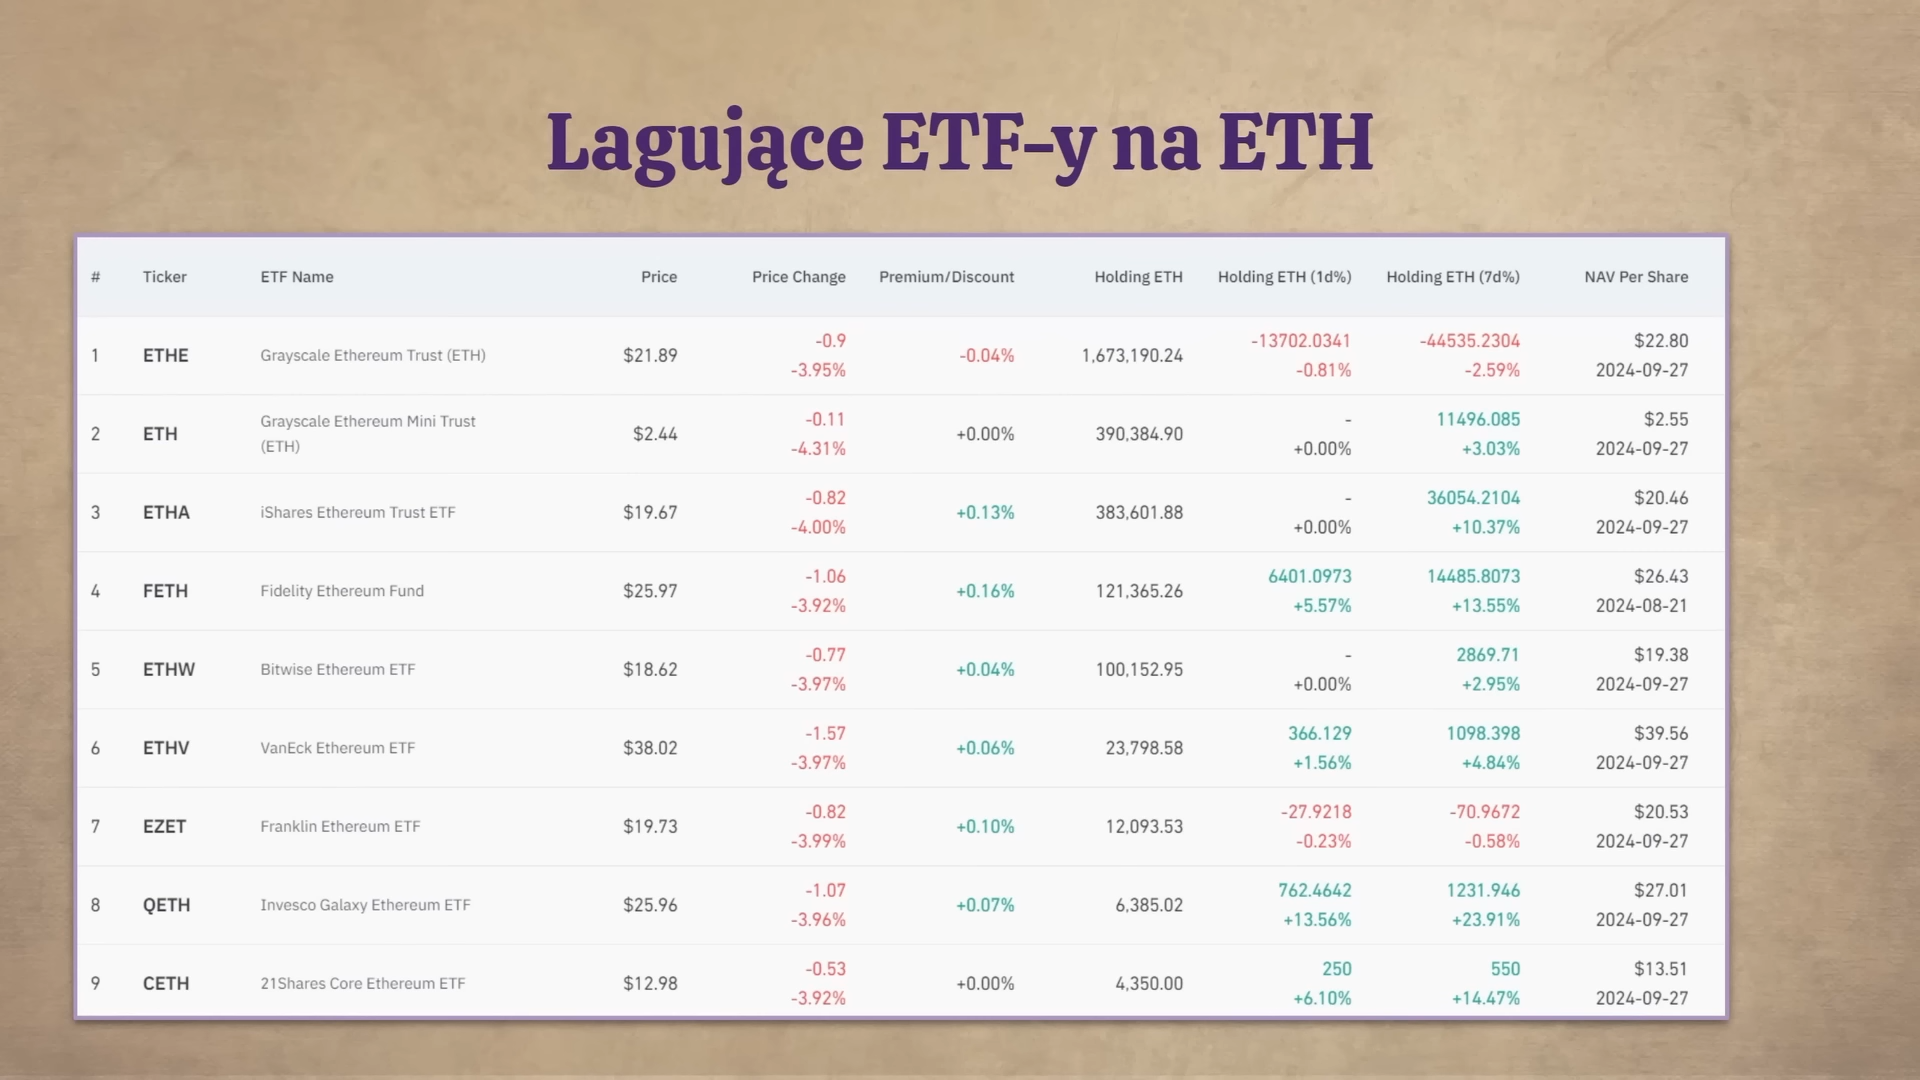 Lagujące ETF-y na ETH
# Ticker ETF Name Price Price Change Premium/Discount Holding ETH Holding ETH (1d%) Holding ETH (7d%) NAV Per Share
1 ETHE Grayscale Ethereum Trust (ETH) $21.89 -0.9 -3.95% -0.04% 1,673,190.24 -13702.0341 -0.81% -44535.2304 -2.59% $22.80 2024-09-27
2 ETH Grayscale Ethereum Mini Trust (ETH) $2.44 -0.11 -4.31% +0.00% 390,384.90 - +0.00% 11496.085 +3.03% $2.55 2024-09-27
3 ETHA iShares Ethereum Trust ETF $19.67 -0.82 -4.00% +0.13% 383,601.88 - +0.00% 36054.2104 +10.37% $20.46 2024-09-27
4 FETH Fidelity Ethereum Fund $25.97 -1.06 -3.92% +0.16% 121,365.26 6401.0973 +5.57% 14485.8073 +13.55% $26.43 2024-08-21
5 ETHW Bitwise Ethereum ETF $18.62 -0.77 -3.97% +0.04% 100,152.95 - +0.00% 2869.71 +2.95% $19.38 2024-09-27
6 ETHV VanEck Ethereum ETF $38.02 -1.57 -3.97% +0.06% 23,798.58 366.129 +1.56% 1098.398 +4.84% $39.56 2024-09-27
7 EZET Franklin Ethereum ETF $19.73 -0.82 -3.99% +0.10% 12,093.53 -27.9218 -0.23% -70.9672 -0.58% $20.53 2024-09-27
8 QETH Invesco Galaxy Ethereum ETF $25.96 -1.07 -3.96% +0.07% 6,385.02 762.4642 +13.56% 1231.946 +23.91% $27.01 2024-09-27
9 CETH 21Shares Core Ethereum ETF $12.98 -0.53 -3.92% +0.00% 4,350.00 250 +6.10% 550 +14.47% $13.51 2024-09-27